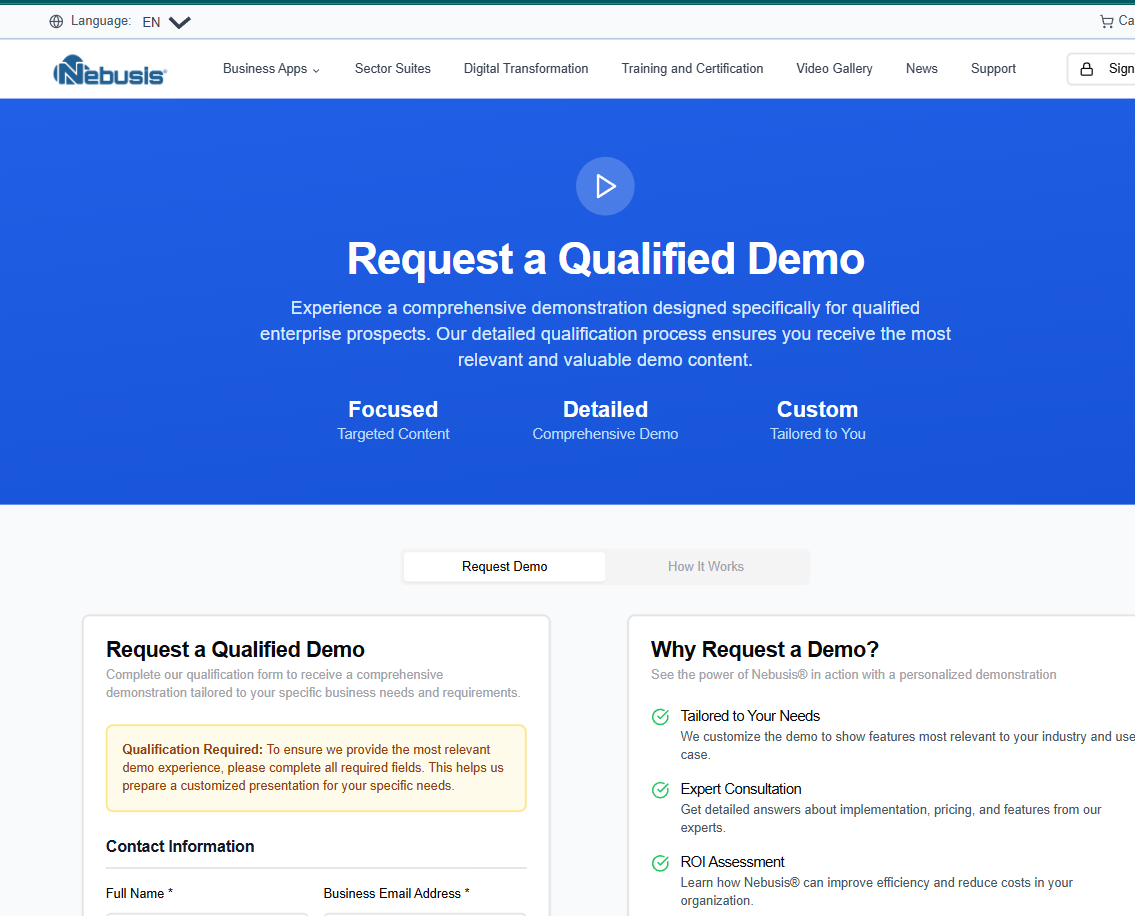 Language: EN
Ca
Nebusis®
Business Apps
Sector Suites
Digital Transformation
Training and Certification
Video Gallery
News
Support
Sign
Request a Qualified Demo
Experience a comprehensive demonstration designed specifically for qualified
enterprise prospects. Our detailed qualification process ensures you receive the most
relevant and valuable demo content.
Focused
Targeted Content
Detailed
Comprehensive Demo
Custom
Tailored to You
Request Demo
How It Works
Request a Qualified Demo
Complete our qualification form to receive a comprehensive
demonstration tailored to your specific business needs and requirements.
Qualification Required: To ensure we provide the most relevant
demo experience, please complete all required fields. This helps us
prepare a customized presentation for your specific needs.
Contact Information
Full Name *
Business Email Address *
Why Request a Demo?
See the power of Nebusis® in action with a personalized demonstration
Tailored to Your Needs
We customize the demo to show features most relevant to your industry and use
case.
Expert Consultation
Get detailed answers about implementation, pricing, and features from our
experts.
ROI Assessment
Learn how Nebusis® can improve efficiency and reduce costs in your
organization.